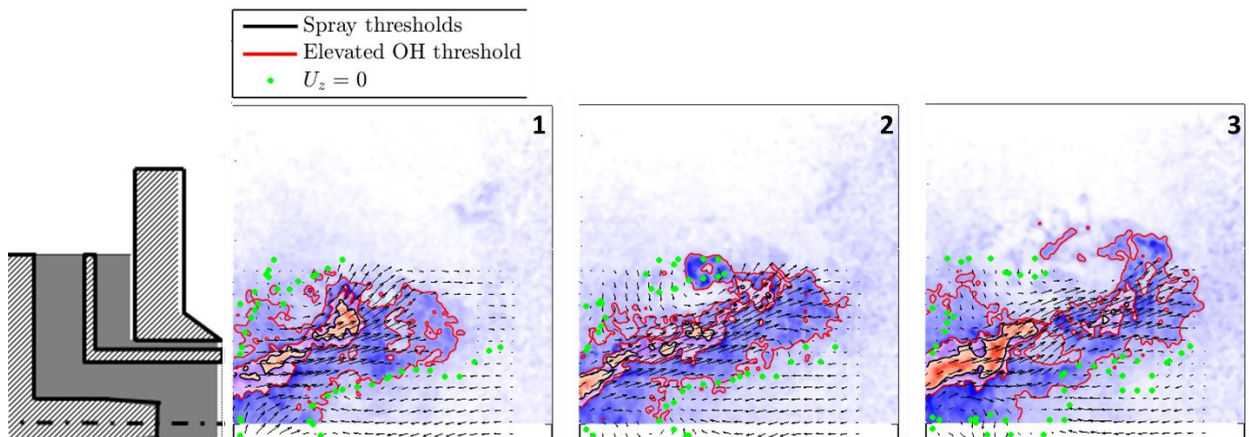 Spray thresholds
Elevated OH threshold
U_z = 0
1
2
3